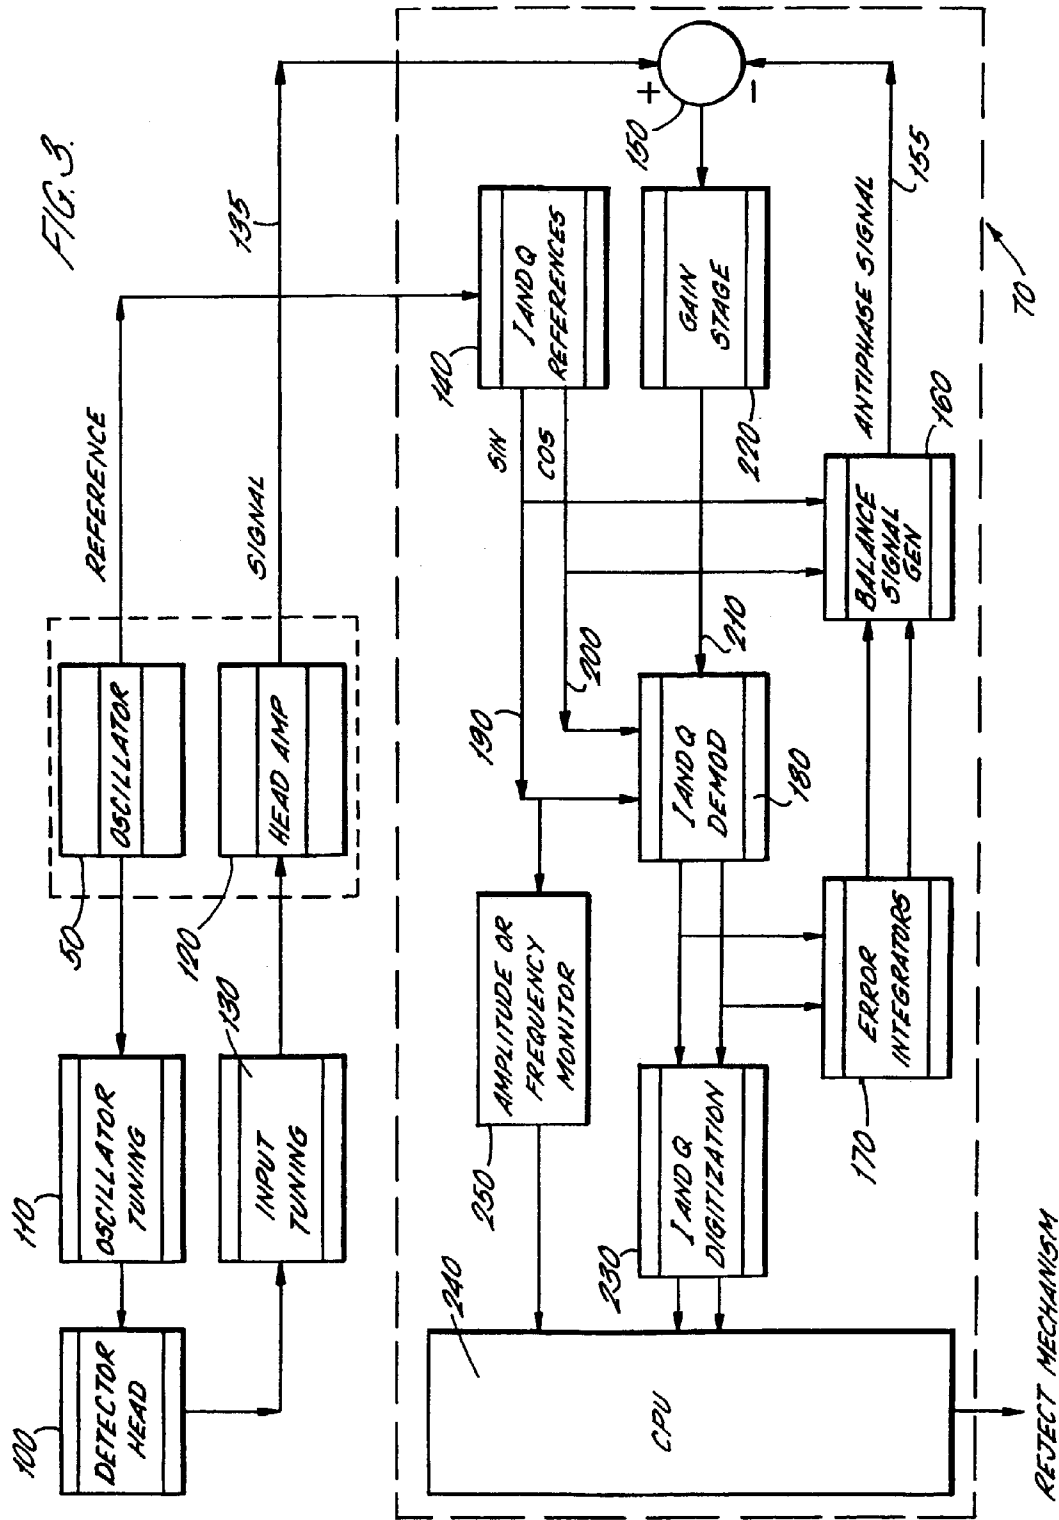 FIG. 3.
100
DETECTOR
HEAD
110
OSCILLATOR
TUNING
50
OSCILLATOR
REFERENCE
INPUT
TUNING
130
120
HEAD AMP
SIGNAL
135
240
CPU
250
AMPLITUDE OR
FREQUENCY
MONITOR
190
SIN
COS
200
140
I AND Q
REFERENCES
230
I AND Q
DIGITIZATION
I AND Q
DEMOD
180
210
220
GAIN
STAGE
150
+
-
170
ERROR
INTEGRATORS
BALANCE
SIGNAL
GEN
160
ANTIPHASE SIGNAL
155
70
REJECT MECHANISM